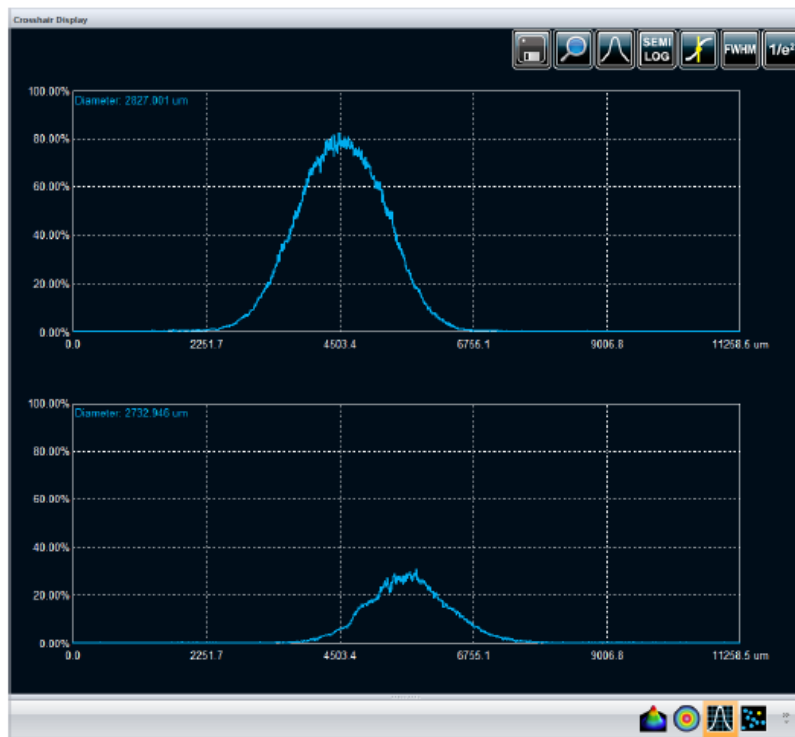 Crosshair Display
SEMI LOG FWHM 1/e²
100.00%
Diameter: 2827.001 um
80.00%
60.00%
40.00%
20.00%
0.00%
0.0 2251.7 4503.4 6755.1 9006.8 11258.5 um
100.00%
Diameter: 2732.946 um
80.00%
60.00%
40.00%
20.00%
0.00%
0.0 2251.7 4503.4 6755.1 9006.8 11258.5 um